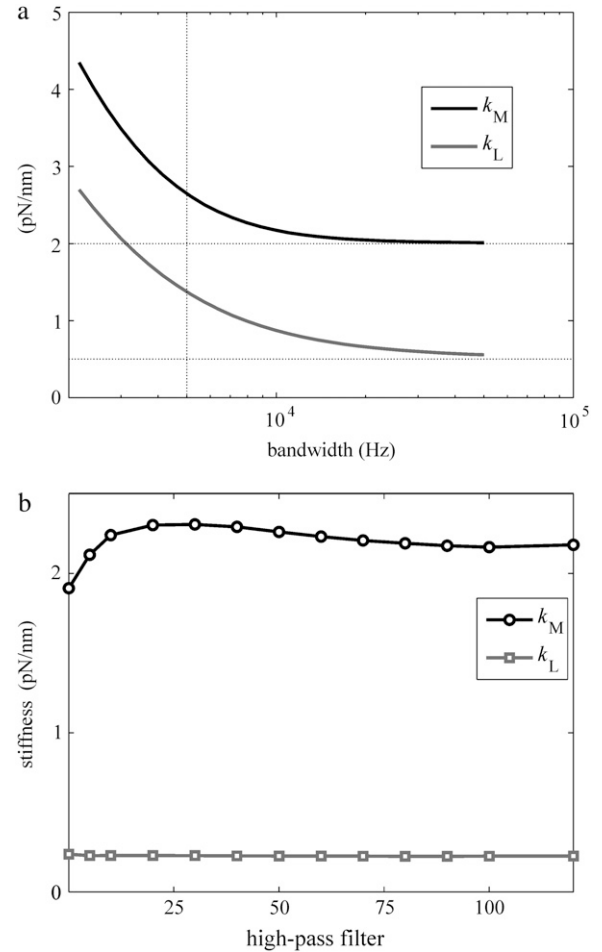 a
5
4
3
2
1
0
(pN/nm)
k_M
k_L
10^4
10^5
bandwidth (Hz)
b
2
1
0
stiffness (pN/nm)
k_M
k_L
25
50
75
100
high-pass filter